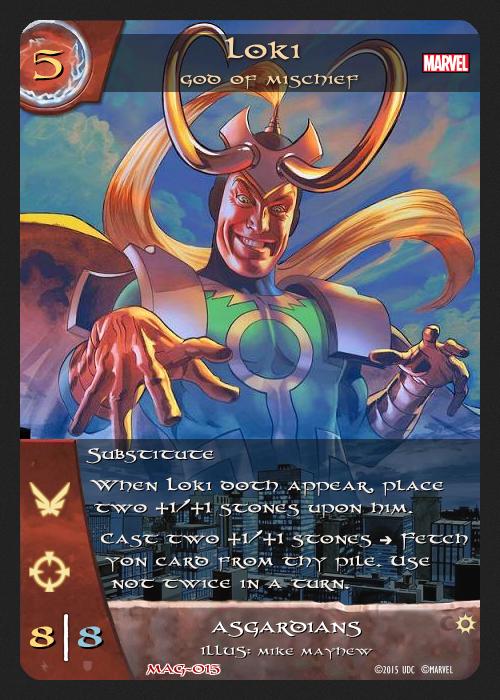 5
Loki
God of Mischief
MARVEL
Substitute
When Loki doth appear, place
two +1/+1 stones upon him.
Cast two +1/+1 stones → Fetch
yon card from thy pile. Use
not twice in a turn.
8 | 8
Asgardians
Illus: Mike Mayhew
MAG-015
©2015 UDC ©MARVEL